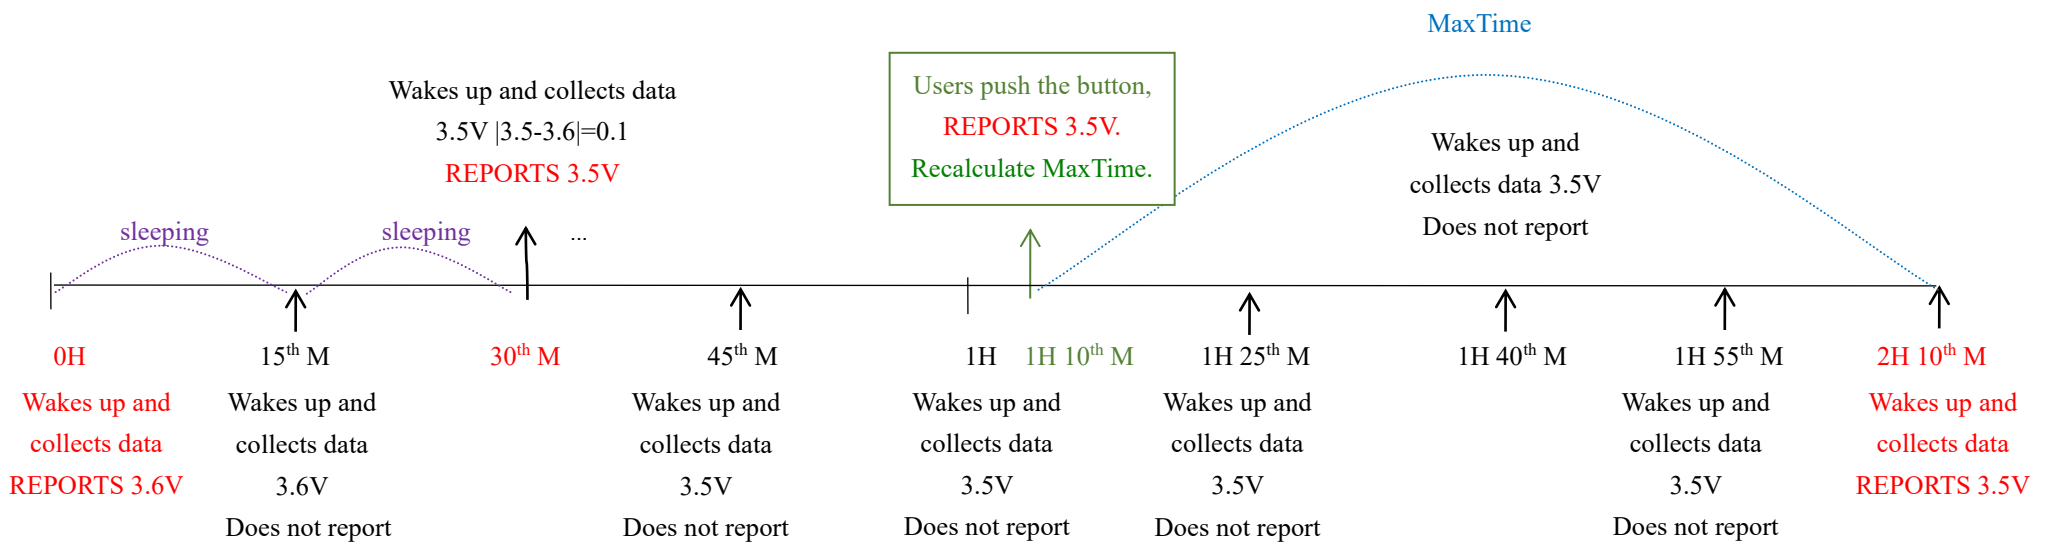 MaxTime
Wakes up and collects data
3.5V |3.5-3.6|=0.1
REPORTS 3.5V
Users push the button,
REPORTS 3.5V.
Recalculate MaxTime.
Wakes up and
collects data 3.5V
Does not report
sleeping
sleeping
...
0H
15th M
30th M
45th M
1H
1H 10th M
1H 25th M
1H 40th M
1H 55th M
2H 10th M
Wakes up and
collects data
REPORTS 3.6V
Wakes up and
collects data
3.6V
Does not report
Wakes up and
collects data
3.5V
Does not report
Wakes up and
collects data
3.5V
Does not report
Wakes up and
collects data
3.5V
Does not report
Wakes up and
collects data
3.5V
Does not report
Wakes up and
collects data
REPORTS 3.5V